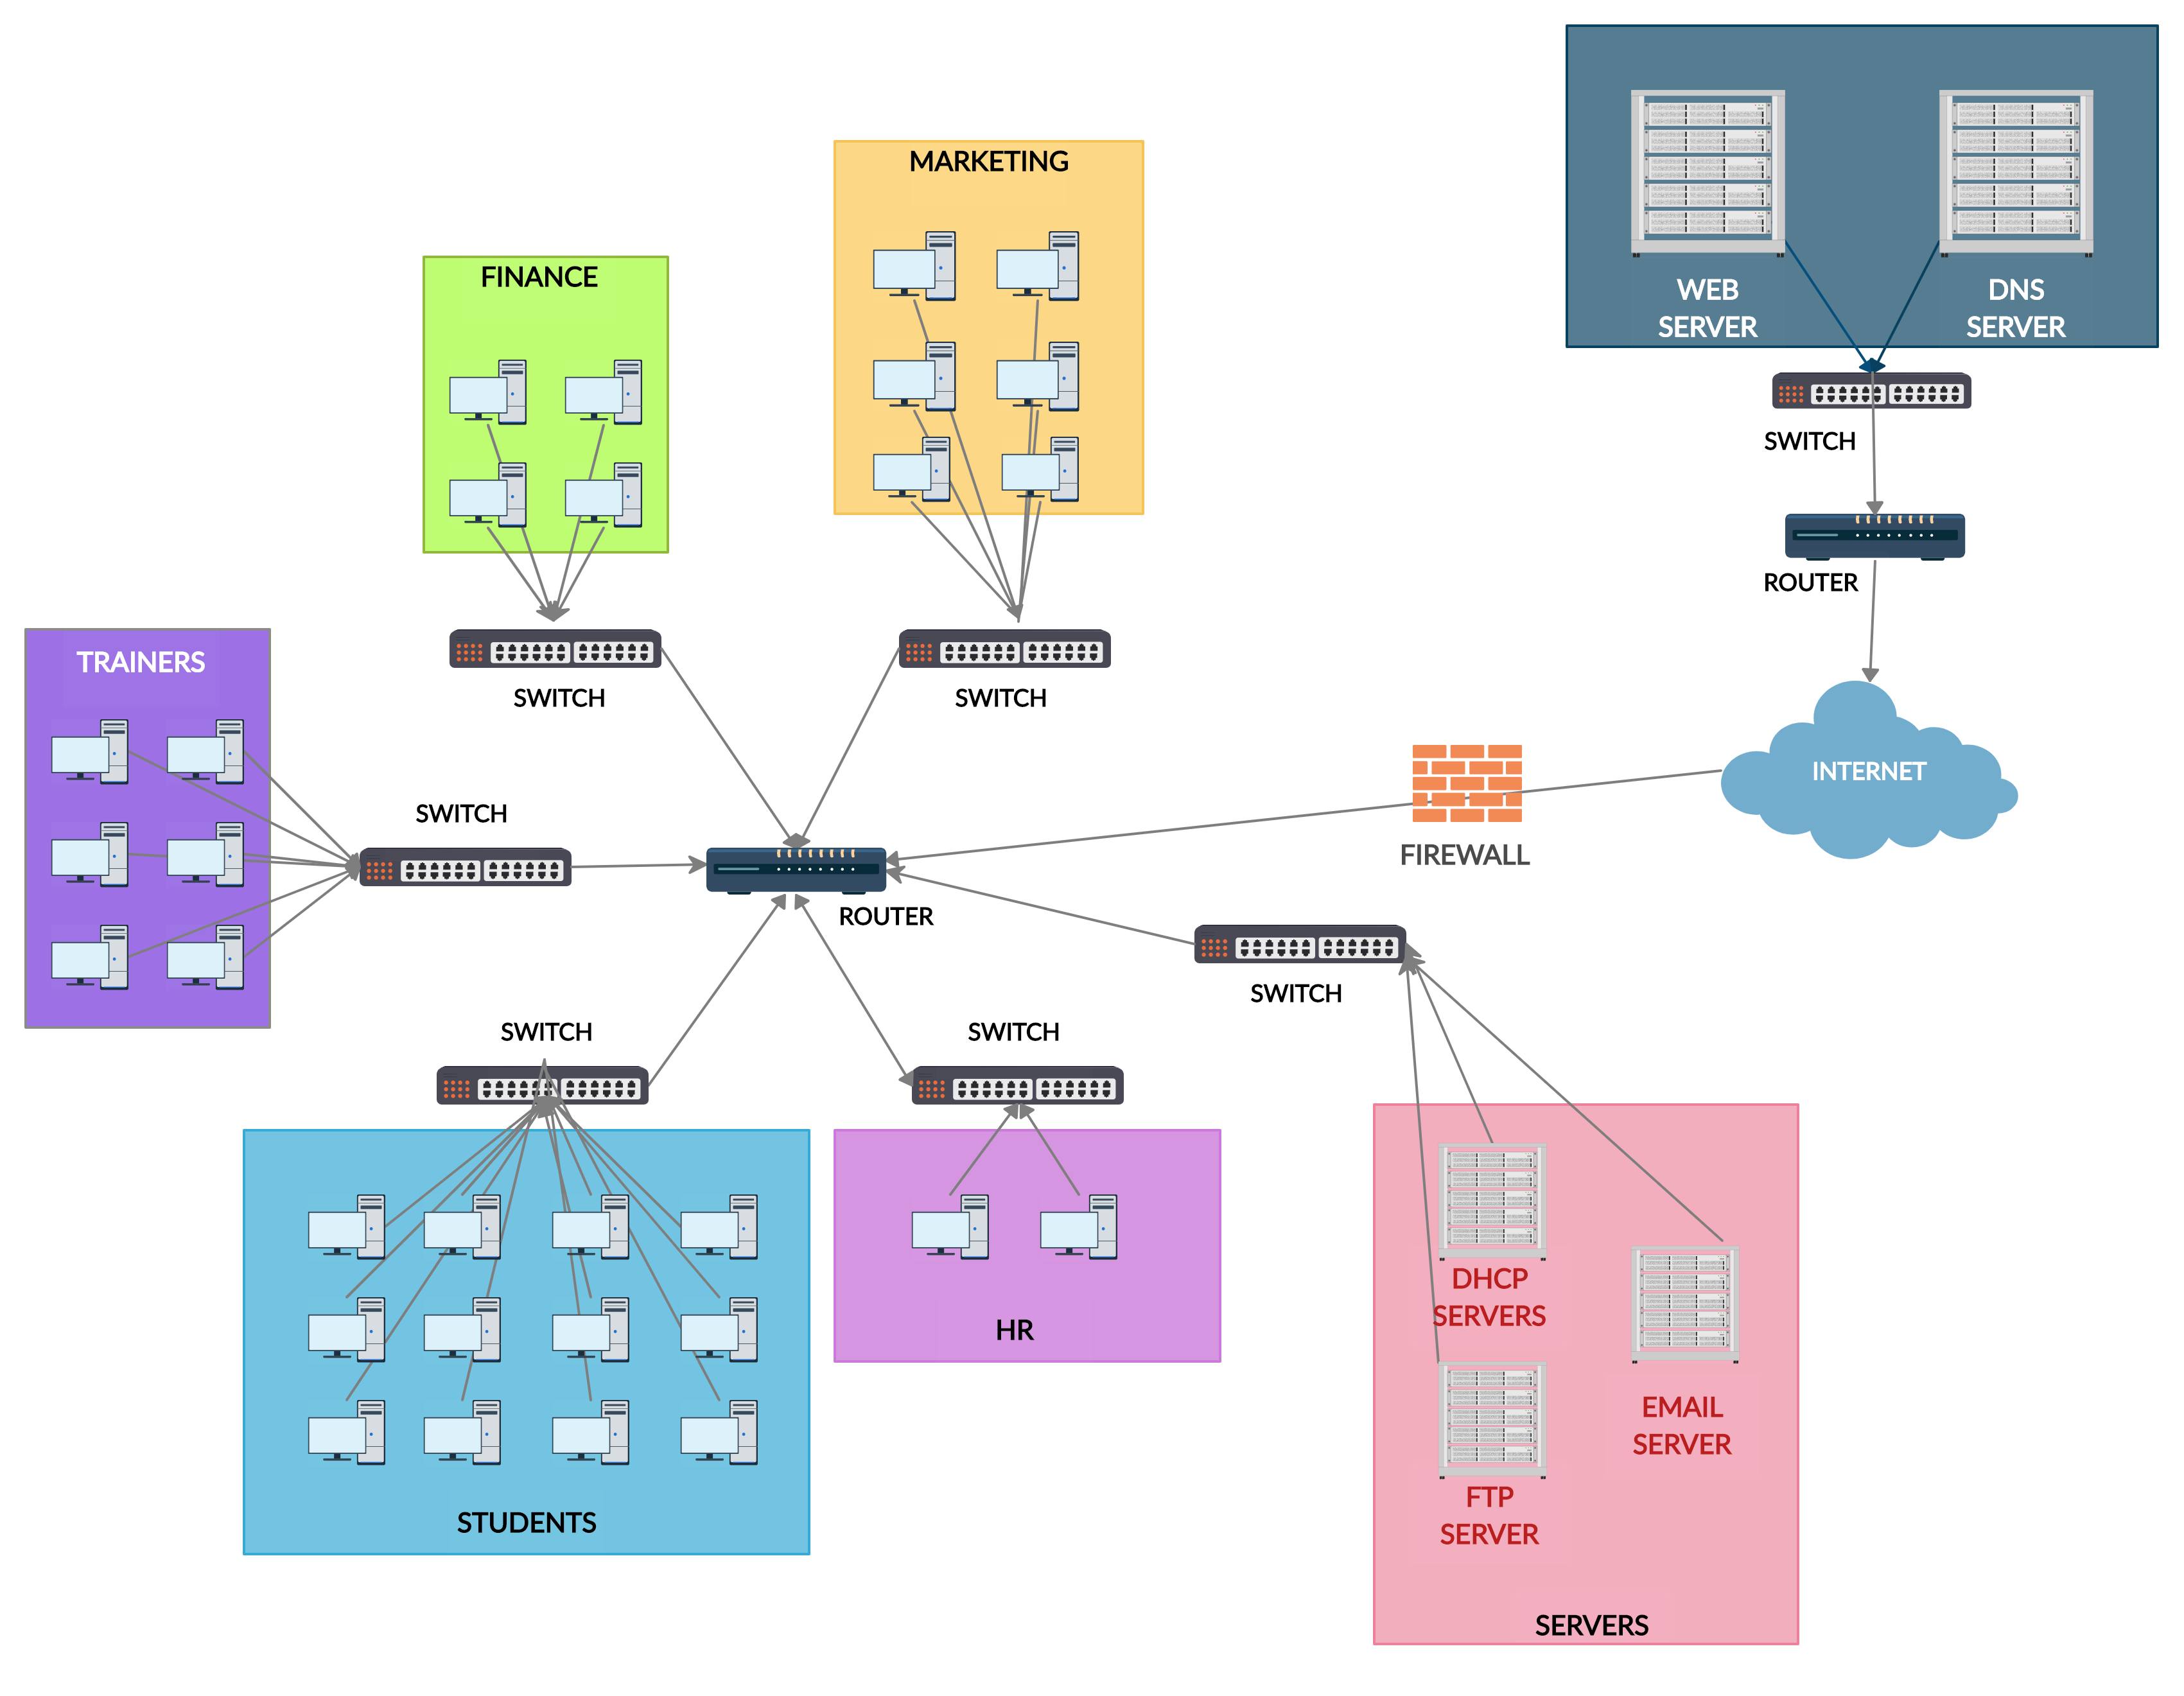 MARKETING
FINANCE
WEB
SERVER
DNS
SERVER
SWITCH
ROUTER
TRAINERS
SWITCH
SWITCH
INTERNET
SWITCH
FIREWALL
ROUTER
SWITCH
SWITCH
SWITCH
DHCP
SERVERS
HR
EMAIL
SERVER
FTP
SERVER
STUDENTS
SERVERS